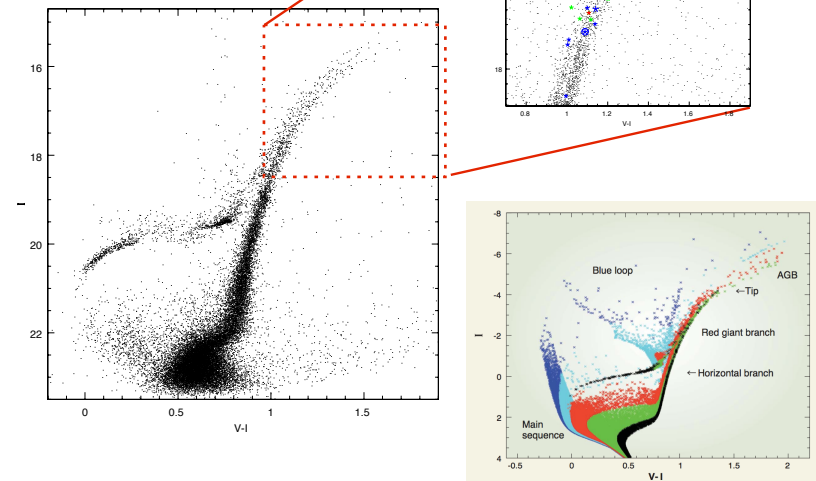 16
18
20
22
I
0
0.5
1
1.5
V-I
18
0.8
1
1.2
1.4
1.6
1.8
V-I
-8
-6
-4
-2
0
2
4
I
Blue loop
AGB
←Tip
Red giant branch
←Horizontal branch
Main
sequence
-0.5
0
0.5
1
1.5
2
V-I